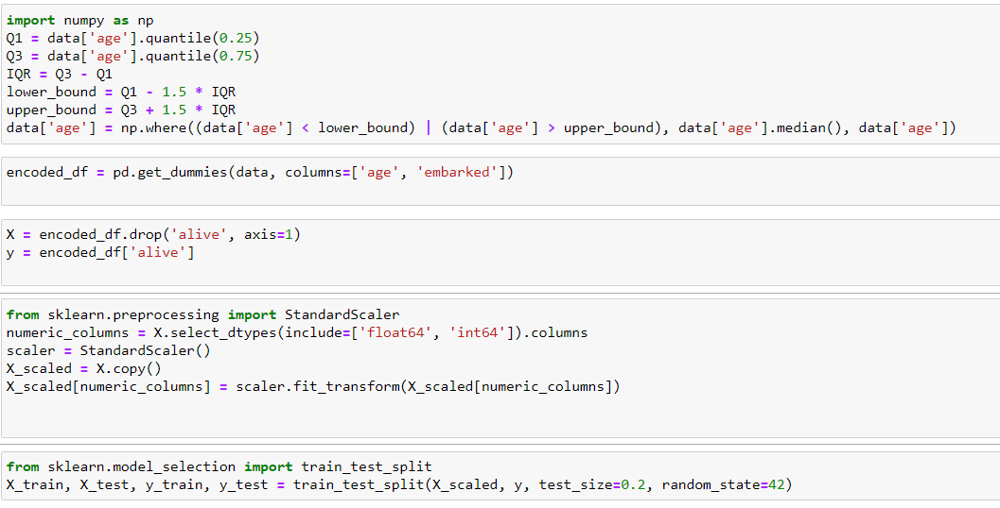 import numpy as np
Q1 = data['age'].quantile(0.25)
Q3 = data['age'].quantile(0.75)
IQR = Q3 - Q1
lower_bound = Q1 - 1.5 * IQR
upper_bound = Q3 + 1.5 * IQR
data['age'] = np.where((data['age'] < lower_bound) | (data['age'] > upper_bound), data['age'].median(), data['age'])
encoded_df = pd.get_dummies(data, columns=['age', 'embarked'])
X = encoded_df.drop('alive', axis=1)
y = encoded_df['alive']
from sklearn.preprocessing import StandardScaler
numeric_columns = X.select_dtypes(include=['float64', 'int64']).columns
scaler = StandardScaler()
X_scaled = X.copy()
X_scaled[numeric_columns] = scaler.fit_transform(X_scaled[numeric_columns])
from sklearn.model_selection import train_test_split
X_train, X_test, y_train, y_test = train_test_split(X_scaled, y, test_size=0.2, random_state=42)